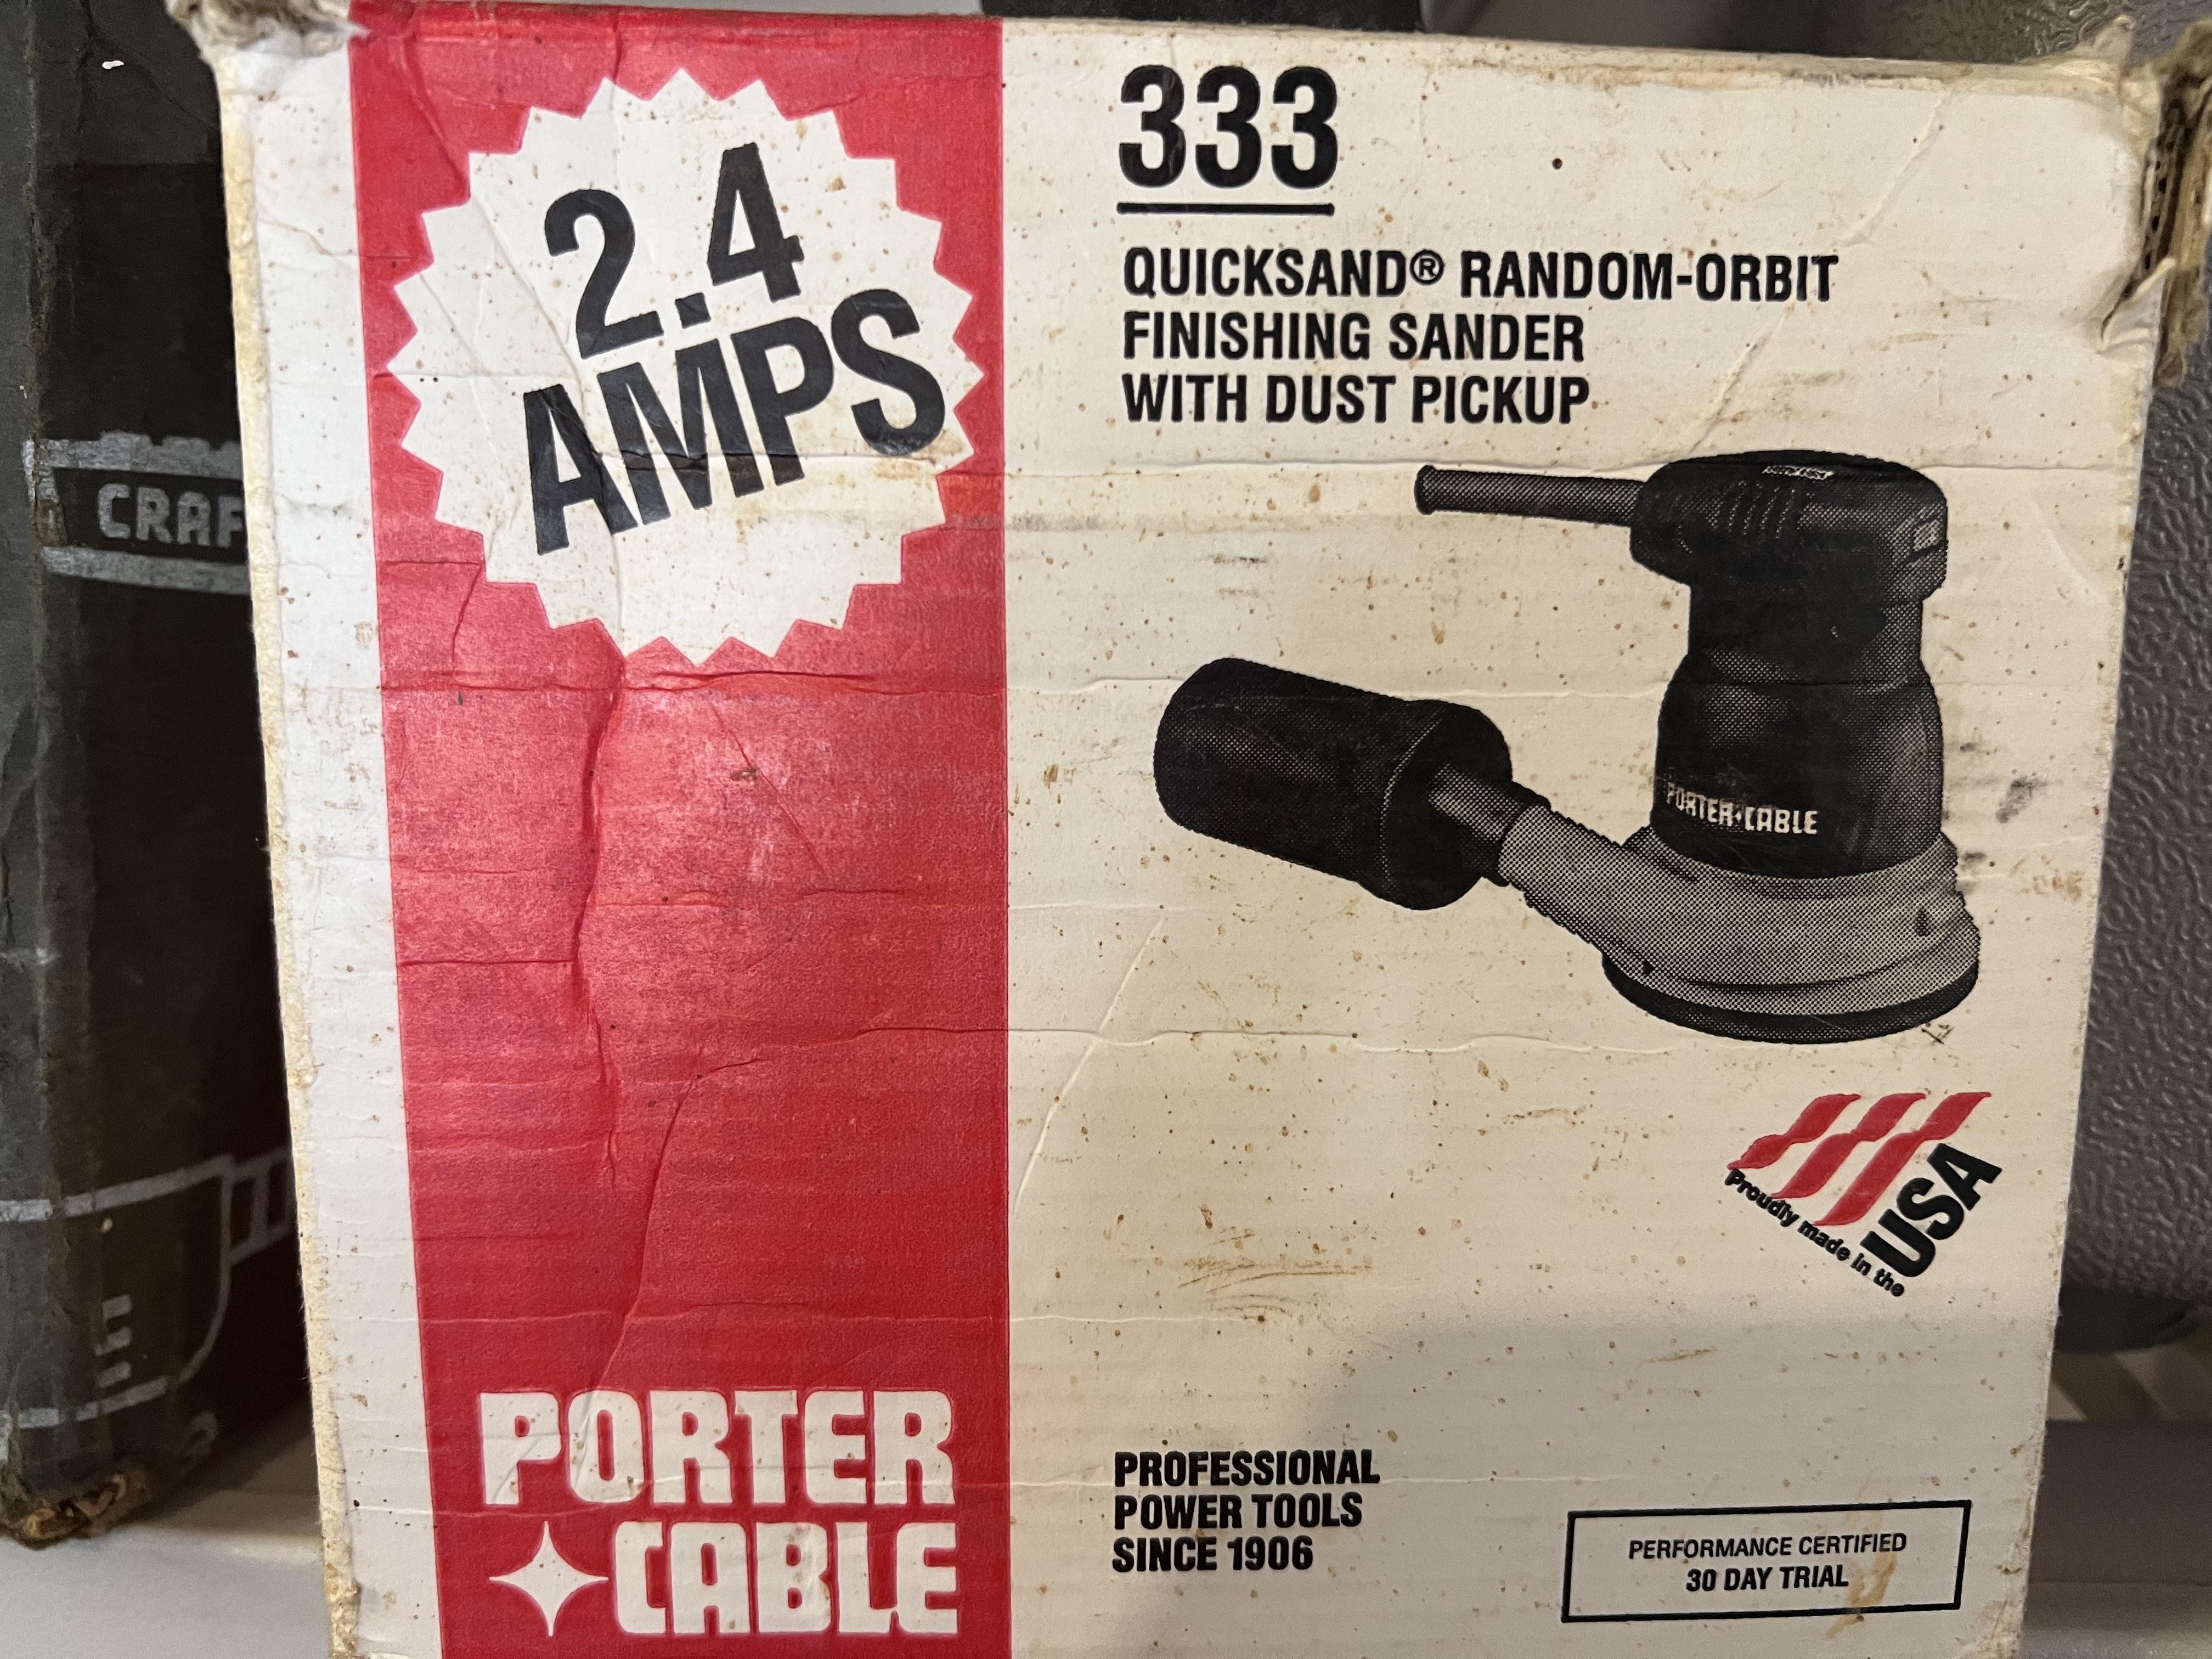 2.4
AMPS
333
QUICKSAND® RANDOM-ORBIT
FINISHING SANDER
WITH DUST PICKUP
PORTER+CABLE
CRAF
Proudly made in the
USA
PORTER
CABLE
PROFESSIONAL
POWER TOOLS
SINCE 1906
PERFORMANCE CERTIFIED
30 DAY TRIAL